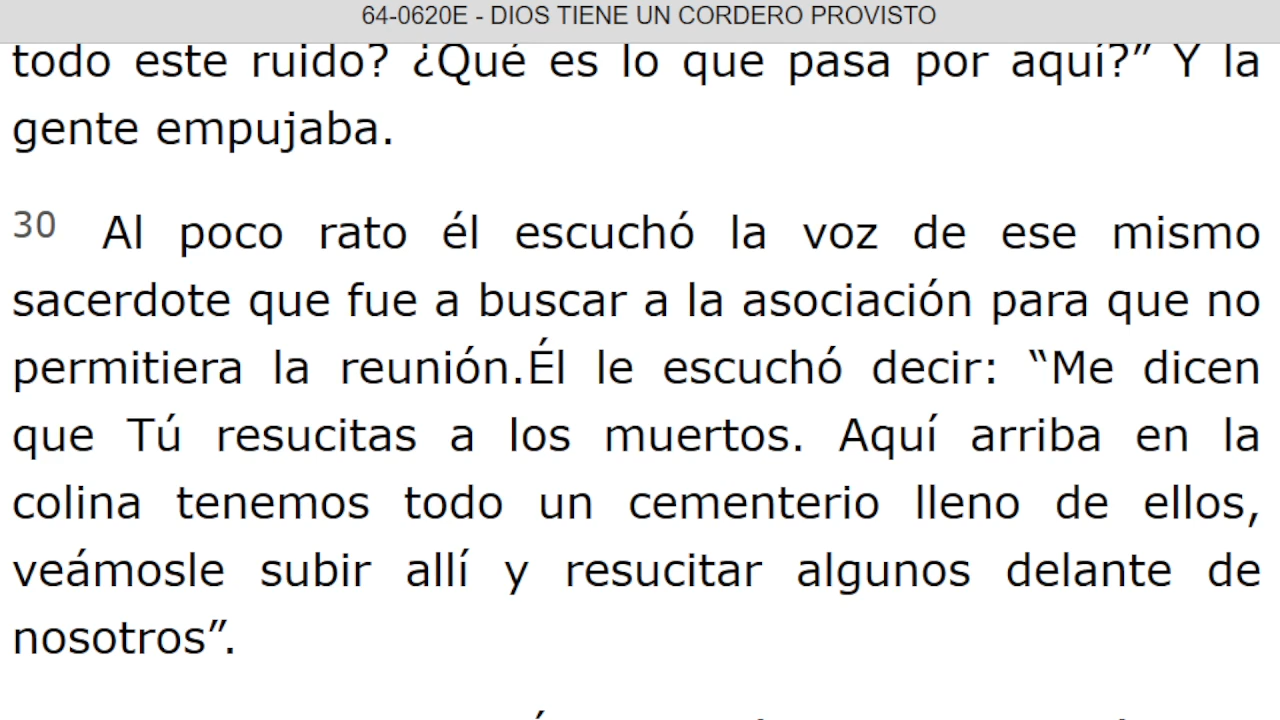 64-0620E - DIOS TIENE UN CORDERO PROVISTO
todo este ruido? ¿Qué es lo que pasa por aquí?” Y la
gente empujaba.
30 Al poco rato él escuchó la voz de ese mismo
sacerdote que fue a buscar a la asociación para que no
permitiera la reunión.Él le escuchó decir: “Me dicen
que Tú resucitas a los muertos. Aquí arriba en la
colina tenemos todo un cementerio lleno de ellos,
veámosle subir allí y resucitar algunos delante de
nosotros”.